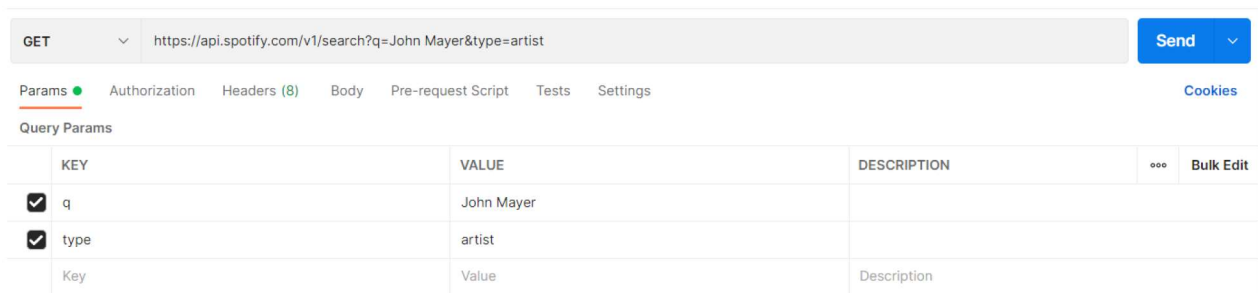 GET https://api.spotify.com/v1/search?q=John Mayer&type=artist Send
Params Authorization Headers (8) Body Pre-request Script Tests Settings Cookies
Query Params
KEY VALUE DESCRIPTION ooo Bulk Edit
q John Mayer
type artist
Key Value Description